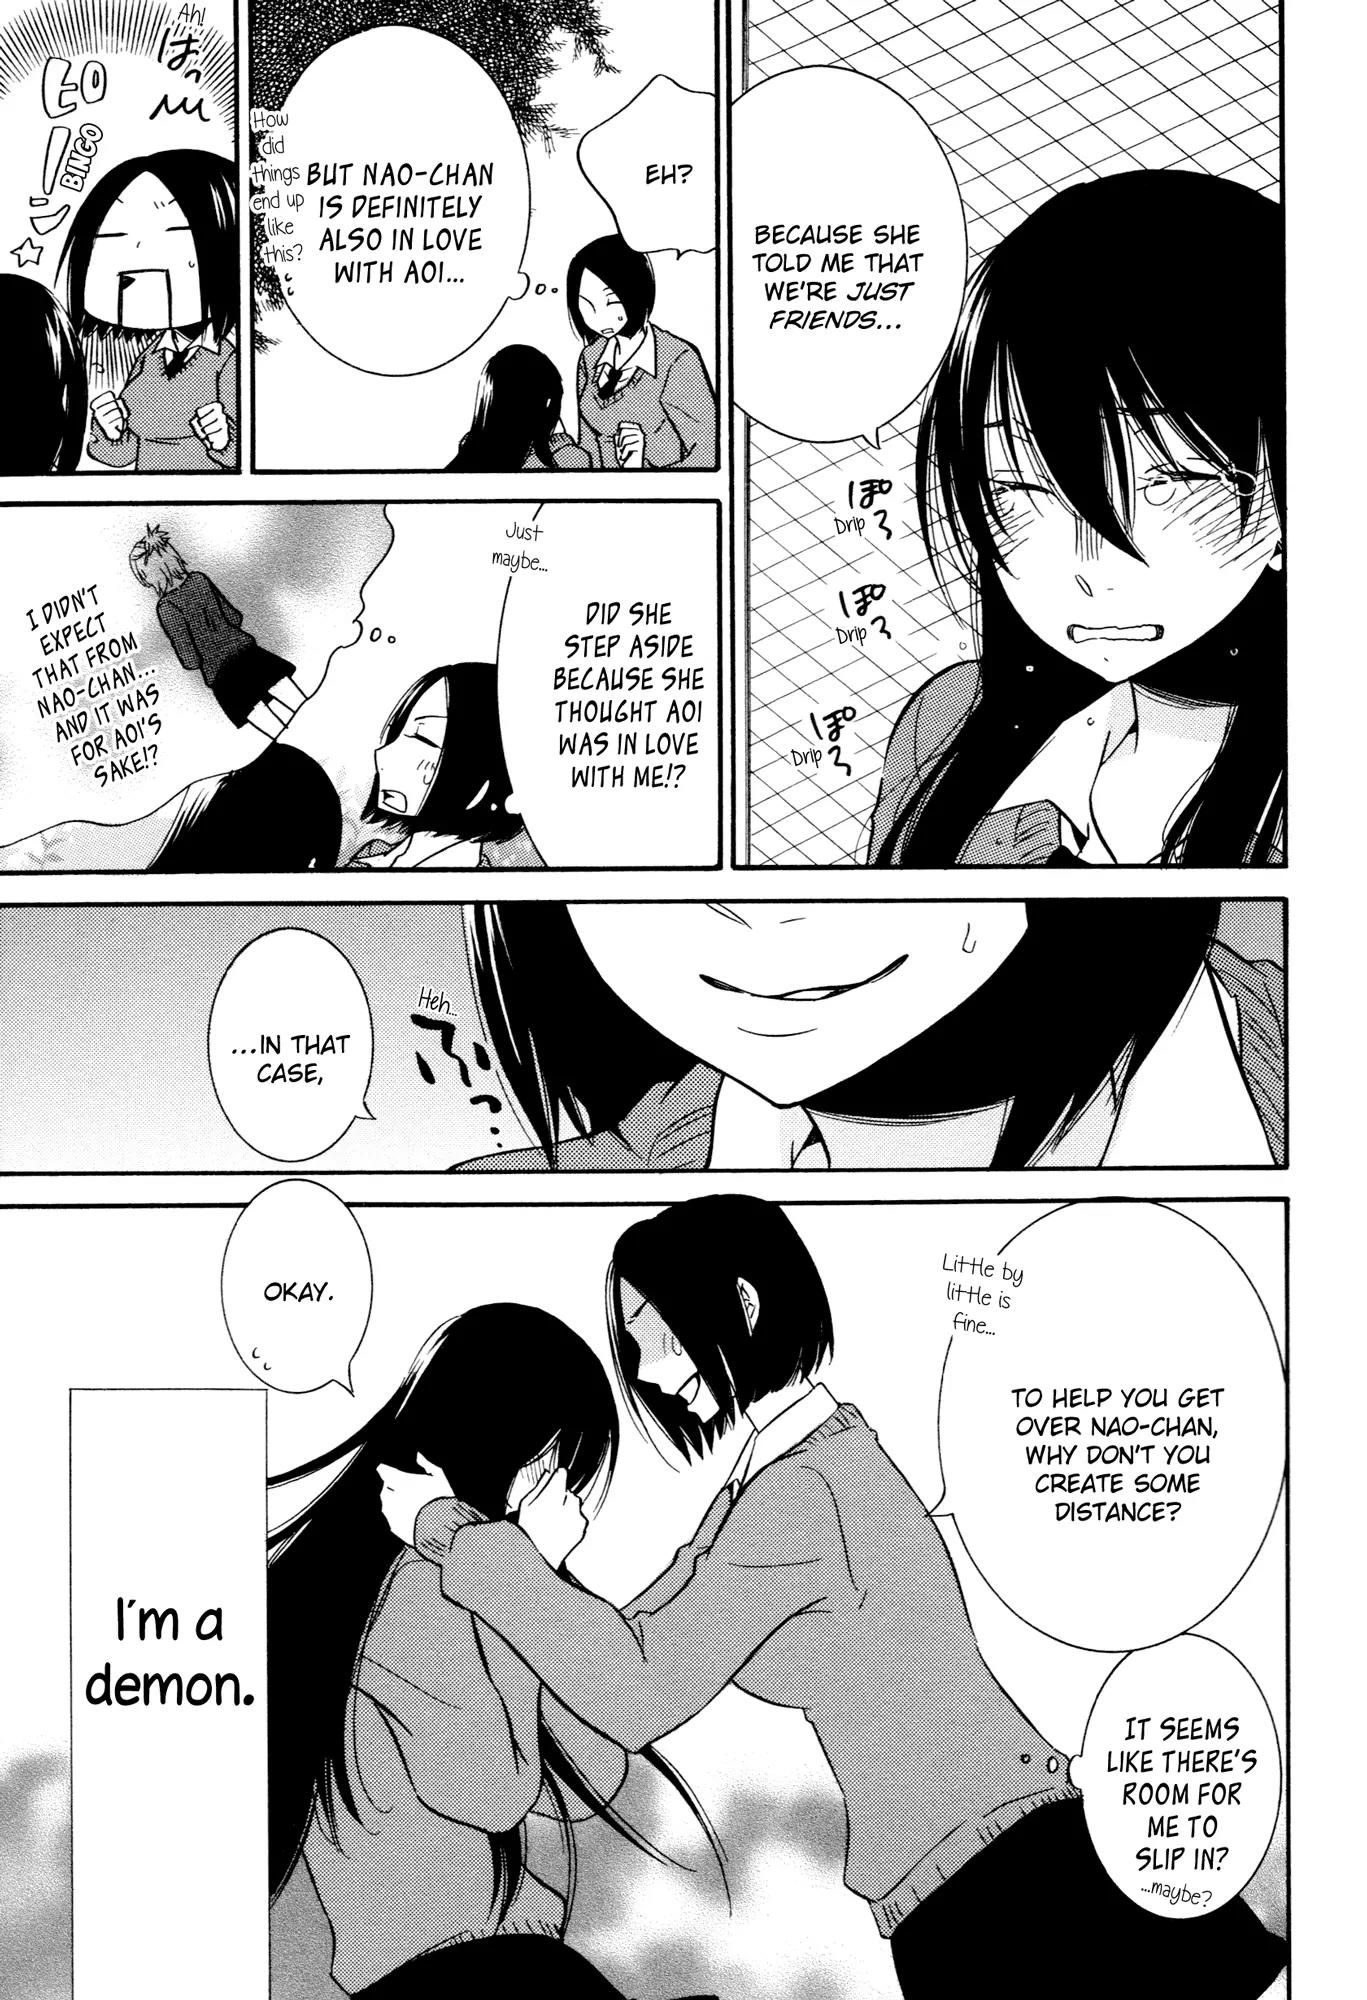 BECAUSE SHE
TOLD ME THAT
WE'RE JUST
FRIENDS...
ぽろ
Drip
ぽろ
Drip
ぽろ
Drip
EH?
BUT NAO-CHAN
IS DEFINITELY
ALSO IN LOVE
WITH AOI...
How
did
things
end up
like
this?
Ah!
はっ
ピローン
BINGO
Just
maybe...
DID SHE
STEP ASIDE
BECAUSE SHE
THOUGHT AOI
WAS IN LOVE
WITH ME!?
I DIDN'T
EXPECT
THAT FROM
NAO-CHAN...
AND IT WAS
FOR AOI'S
SAKE!?
Heh...
ふっ…
...IN THAT
CASE,
Little by
little is
fine...
TO HELP YOU GET
OVER NAO-CHAN,
WHY DON'T YOU
CREATE SOME
DISTANCE?
OKAY.
IT SEEMS
LIKE THERE'S
ROOM FOR
ME TO
SLIP IN?
...maybe?
I'm a
demon.